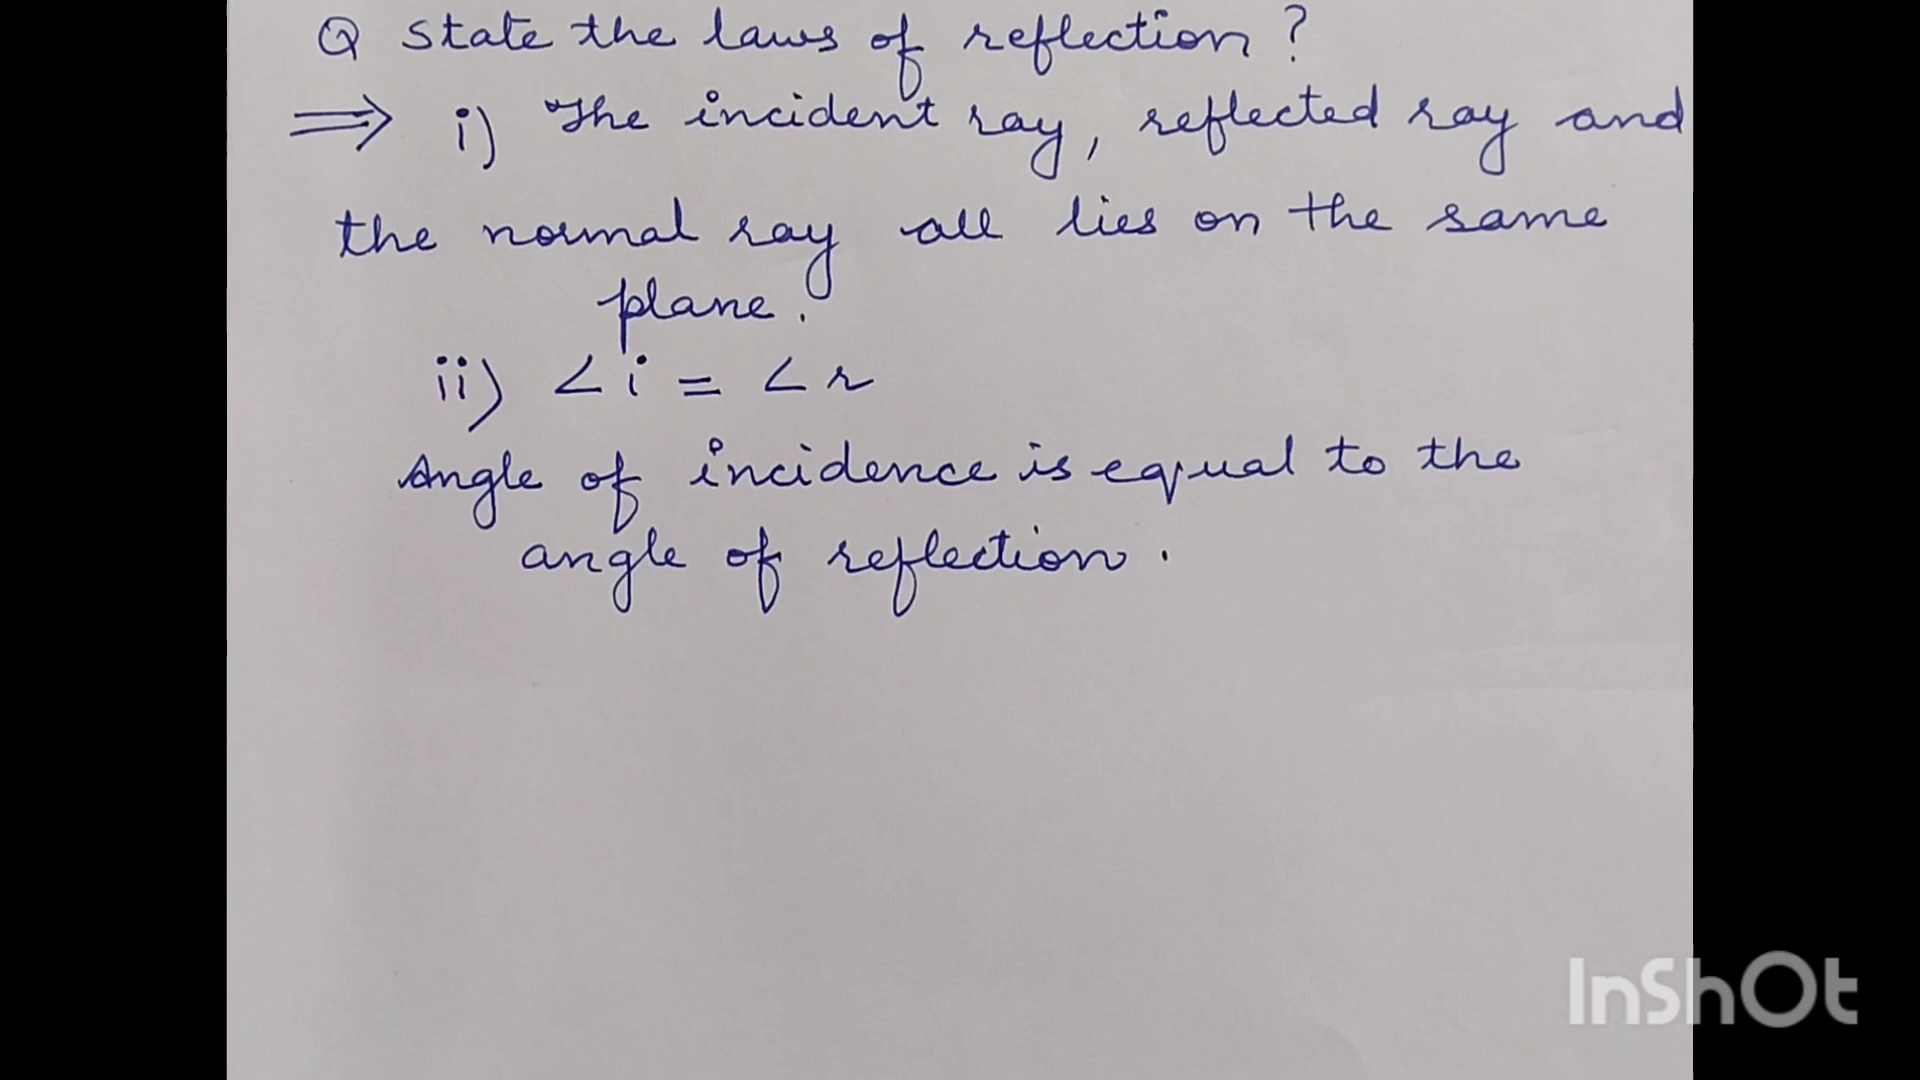 Q State the laws of reflection?
⇒ i) The incident ray, reflected ray and
the normal ray all lies on the same
plane.
ii) ∠i = ∠r
Angle of incidence is equal to the
angle of reflection.
InShOt